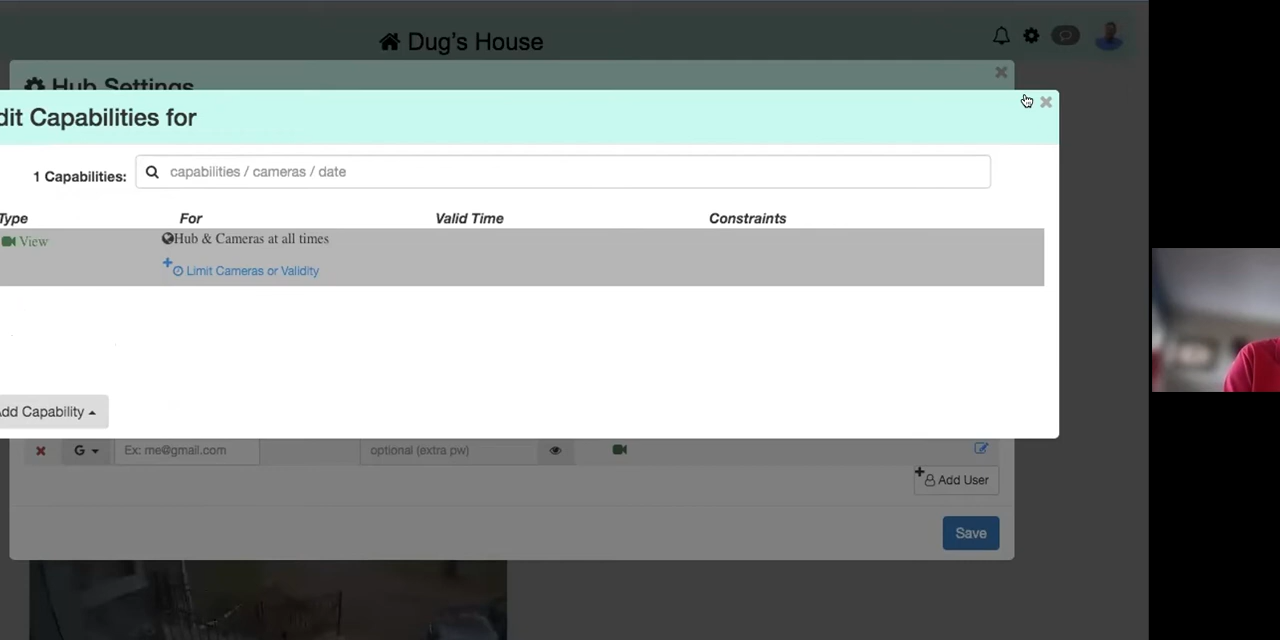 Dug's House
Hub Settings
dit Capabilities for
1 Capabilities:
capabilities / cameras / date
Type For Valid Time Constraints
View
Hub & Cameras at all times
Limit Cameras or Validity
Add Capability
G
Ex: me@gmail.com
optional (extra pw)
Add User
Save